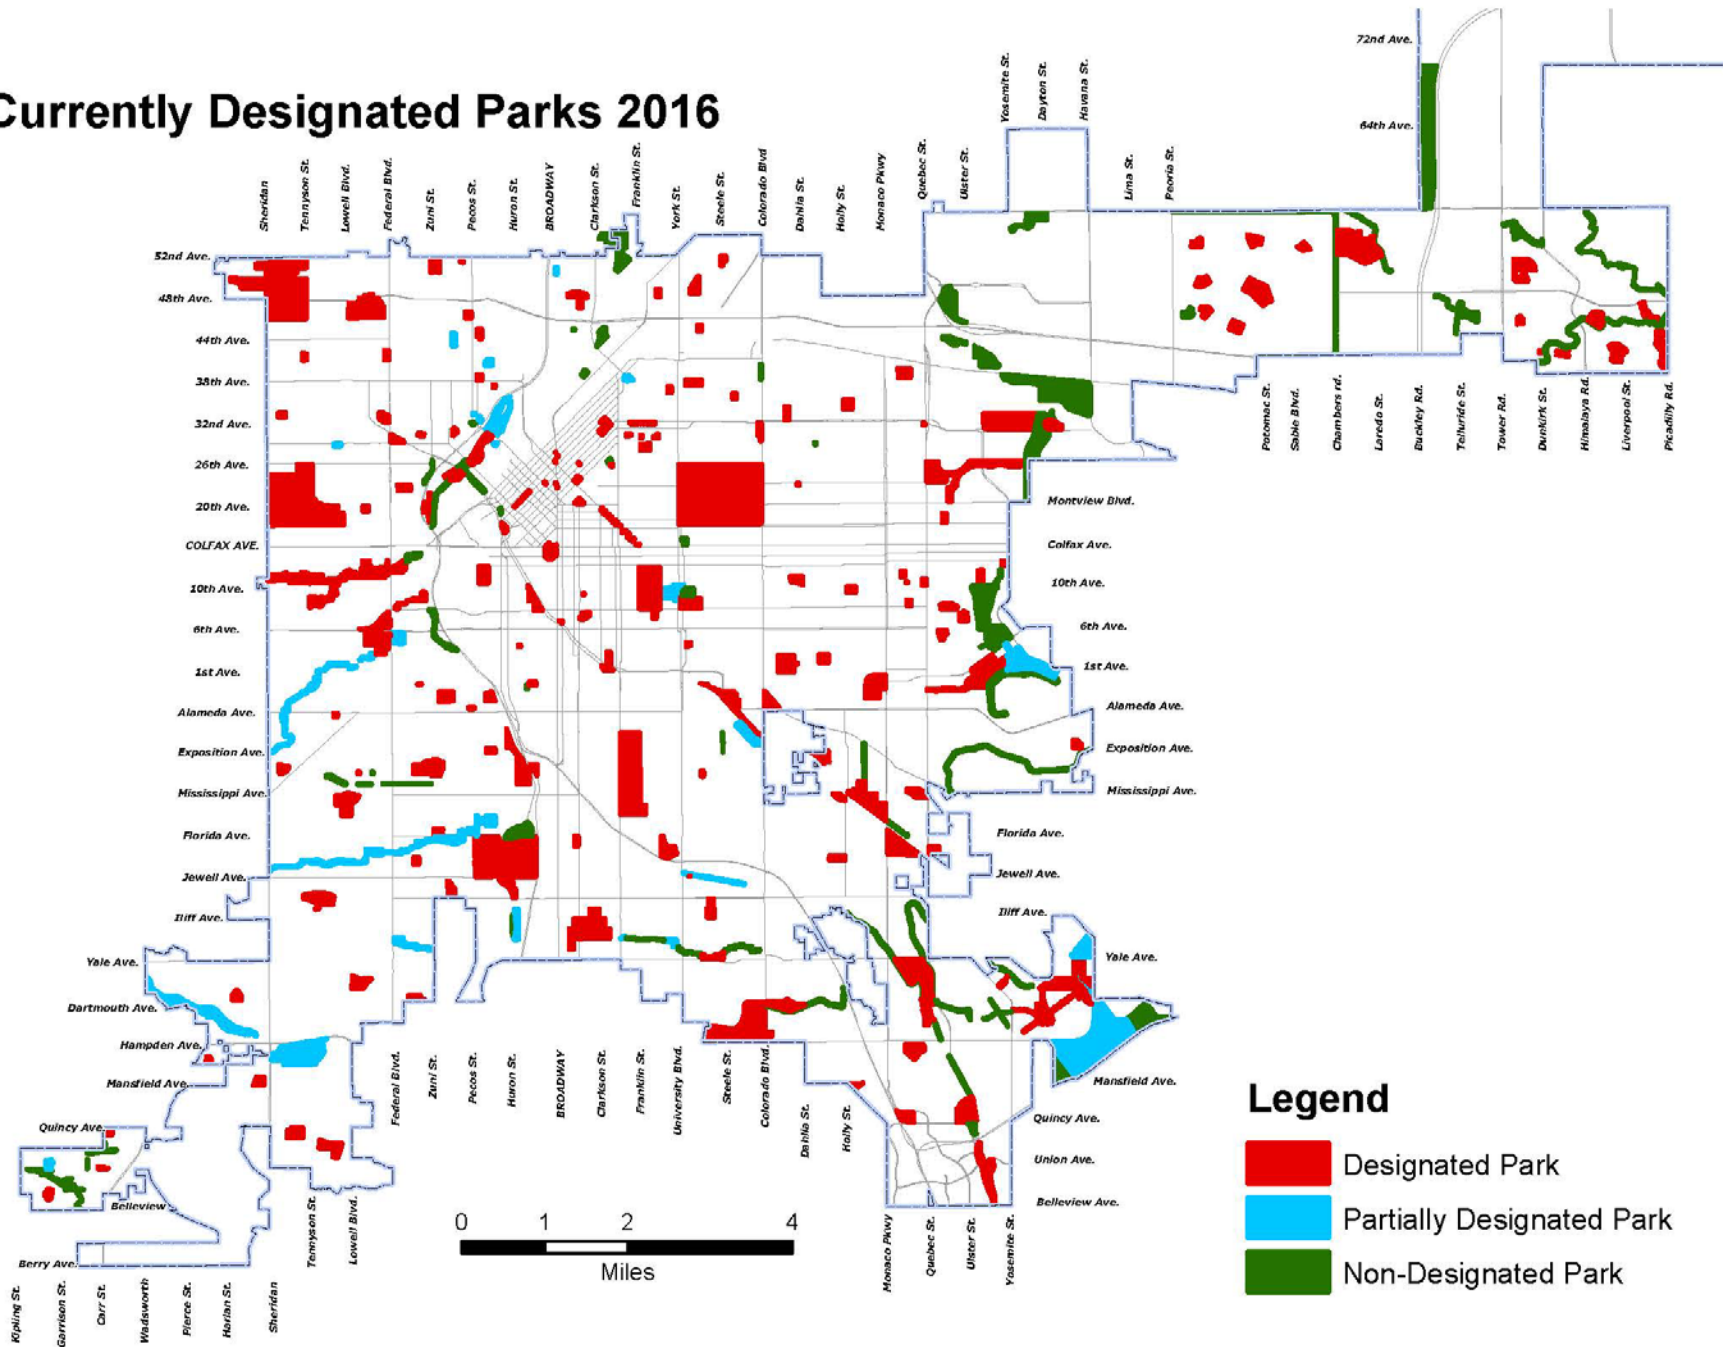 Currently Designated Parks 2016
72nd Ave.
64th Ave.
Yosemite St.
Dayton St.
Havana St.
Sheridan
Tennyson St.
Lowell Blvd.
Federal Blvd.
Zuni St.
Pecos St.
Huron St.
BROADWAY
Clarkson St.
Franklin St.
York St.
Steele St.
Colorado Blvd
Dahlia St.
Holly St.
Monaco Pkwy
Quebec St.
Ulster St.
Lima St.
Peoria St.
52nd Ave.
48th Ave.
44th Ave.
38th Ave.
32nd Ave.
26th Ave.
20th Ave.
COLFAX AVE.
10th Ave.
6th Ave.
1st Ave.
Alameda Ave.
Exposition Ave.
Mississippi Ave.
Florida Ave.
Jewell Ave.
Iliff Ave.
Yale Ave.
Dartmouth Ave.
Hampden Ave.
Mansfield Ave.
Quincy Ave.
Belleview
Berry Ave.
Potomac St.
Sable Blvd.
Chambers rd.
Laredo St.
Buckley Rd.
Telluride St.
Tower Rd.
Dunkirk St.
Himalaya Rd.
Liverpool St.
Picadilly Rd.
Montview Blvd.
Colfax Ave.
10th Ave.
6th Ave.
1st Ave.
Alameda Ave.
Exposition Ave.
Mississippi Ave.
Florida Ave.
Jewell Ave.
Iliff Ave.
Yale Ave.
Mansfield Ave.
Quincy Ave.
Union Ave.
Belleview Ave.
Federal Blvd.
Zuni St.
Pecos St.
Huron St.
BROADWAY
Clarkson St.
Franklin St.
University Blvd.
Steele St.
Colorado Blvd.
Dahlia St.
Holly St.
Monaco Pkwy
Quebec St.
Ulster St.
Yosemite St.
Kipling St.
Garrison St.
Carr St.
Wadsworth
Pierce St.
Harlan St.
Sheridan
Tennyson St.
Lowell Blvd.
0 1 2 4
Miles
Legend
Designated Park
Partially Designated Park
Non-Designated Park